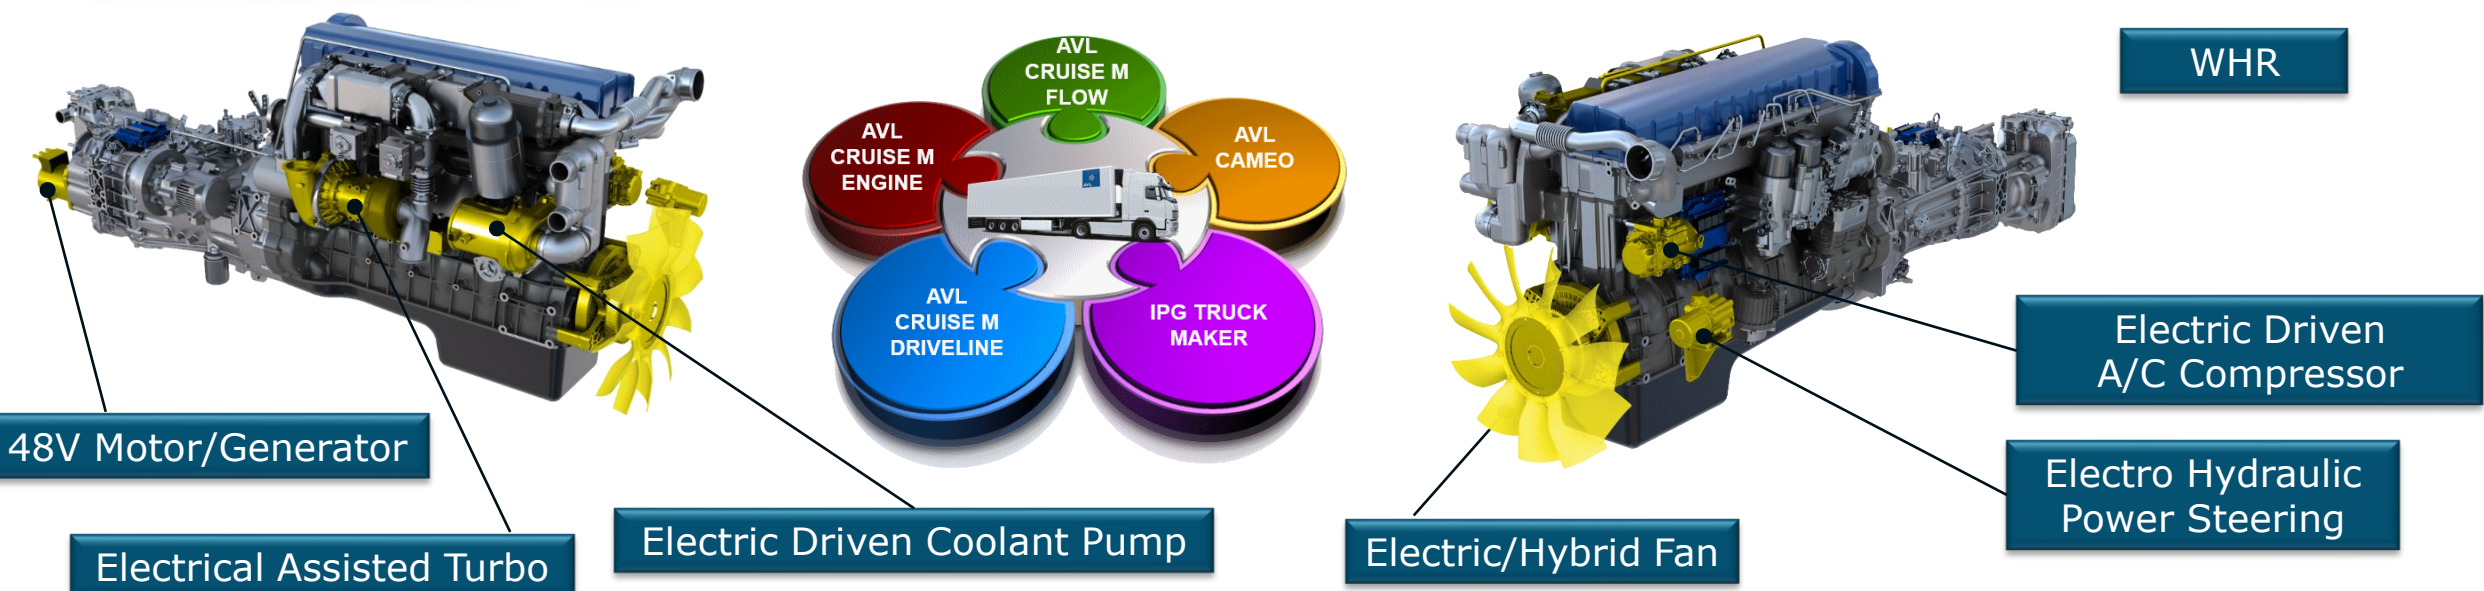 AVL
CRUISE M
FLOW
AVL
CRUISE M
ENGINE
AVL
CAMEO
AVL
CRUISE M
DRIVELINE
IPG TRUCK
MAKER
AVL
WHR
48V Motor/Generator
Electrical Assisted Turbo
Electric Driven Coolant Pump
Electric/Hybrid Fan
Electric Driven
A/C Compressor
Electro Hydraulic
Power Steering